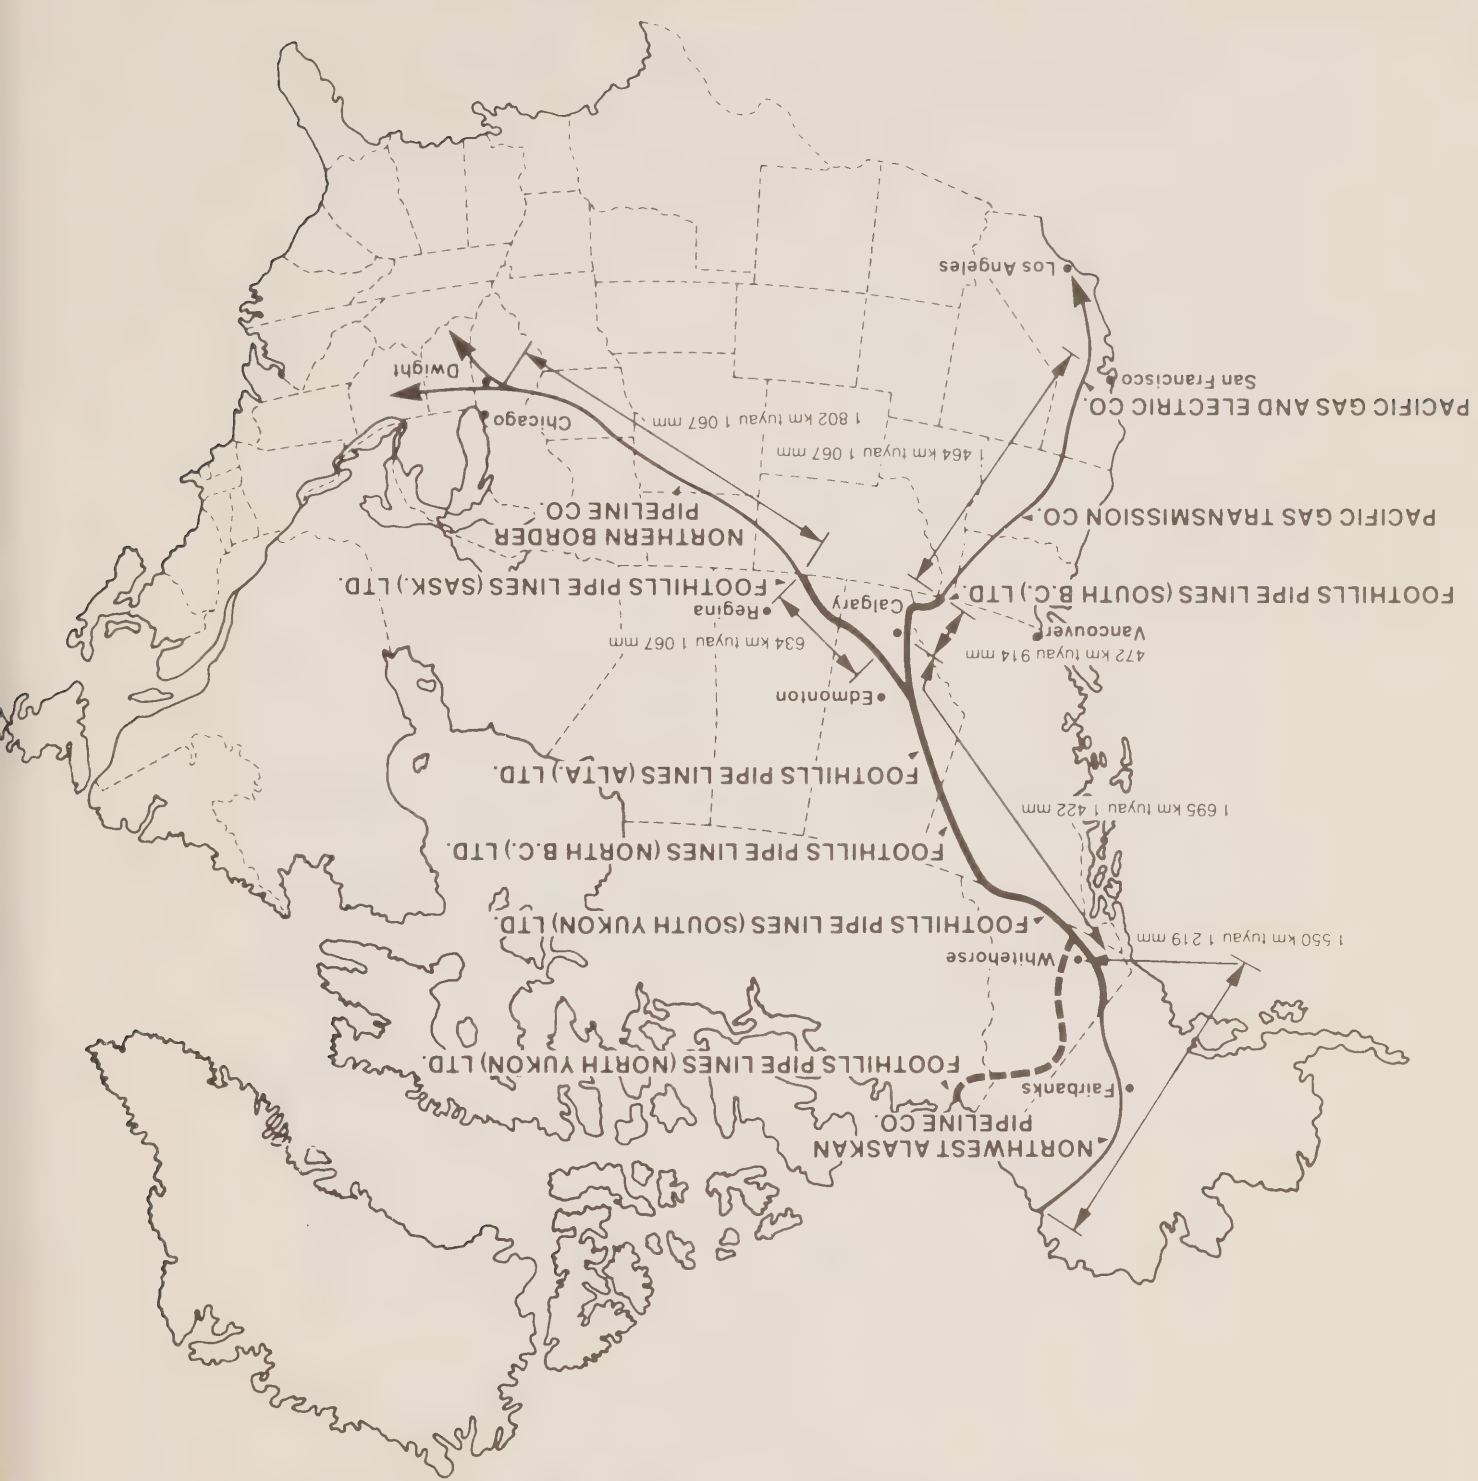 1 550 km tuyau 1 219 mm
NORTHWEST ALASKAN
PIPELINE CO.
Fairbanks
FOOTHILLS PIPE LINES (NORTH YUKON) LTD.
Whitehorse
FOOTHILLS PIPE LINES (SOUTH YUKON) LTD.
FOOTHILLS PIPE LINES (NORTH B.C.) LTD.
1 695 km tuyau 1 422 mm
FOOTHILLS PIPE LINES (ALTA.) LTD.
Edmonton
472 km tuyau 914 mm
Vancouver
634 km tuyau 1 067 mm
Calgary
Regina
FOOTHILLS PIPE LINES (SOUTH B.C.) LTD.
FOOTHILLS PIPE LINES (SASK.) LTD.
NORTHERN BORDER
PIPELINE CO.
PACIFIC GAS TRANSMISSION CO.
1 464 km tuyau 1 067 mm
1 802 km tuyau 1 067 mm
Chicago
PACIFIC GAS AND ELECTRIC CO.
San Francisco
Dwight
Los Angeles